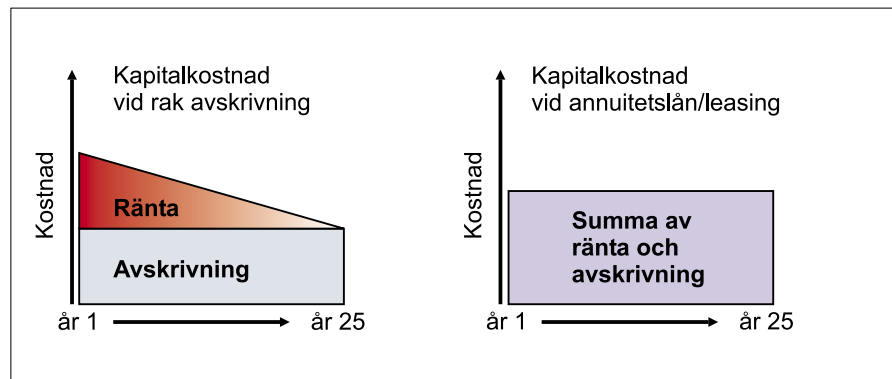 Kapitalkostnad
vid rak avskrivning
Kostnad
Ränta
Avskrivning
år 1
år 25
Kapitalkostnad
vid annuitetslån/leasing
Kostnad
Summa av
ränta och
avskrivning
år 1
år 25